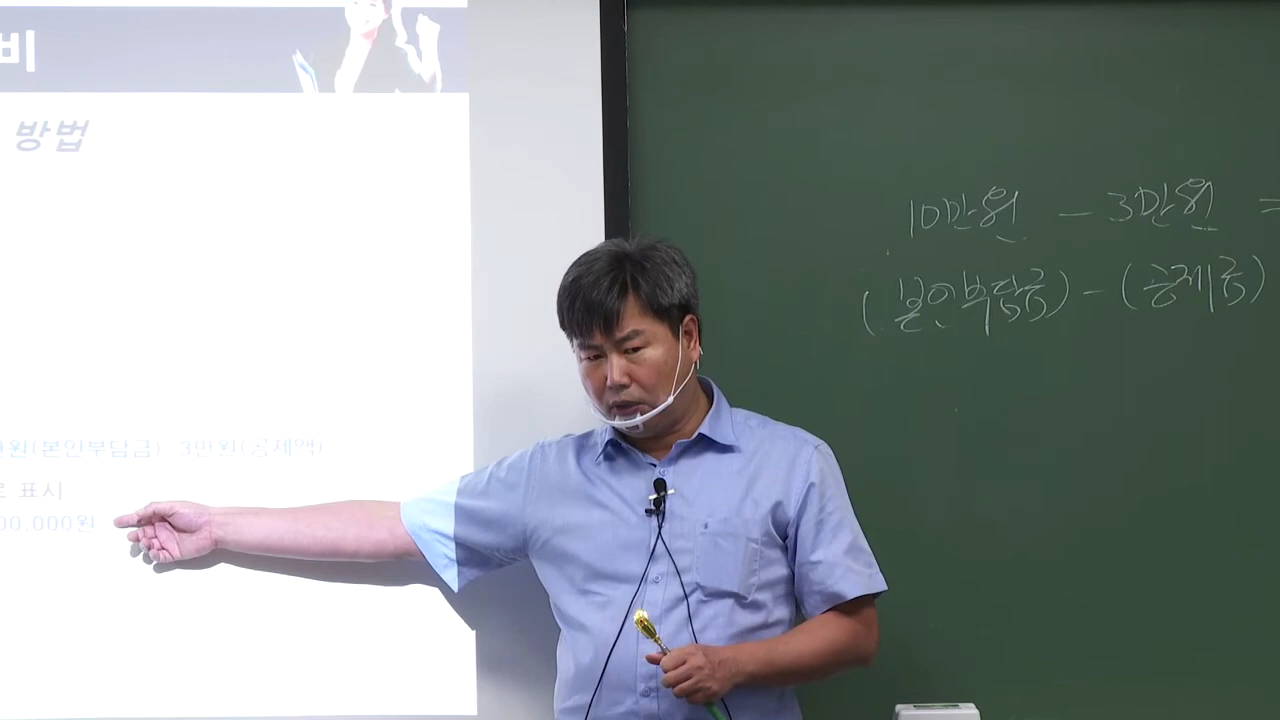 비
방법
원(본인부담금) 3만원(공제액)
로 표시
00,000원
10만원 - 3만원 =
(본인부담금) - (공제금)